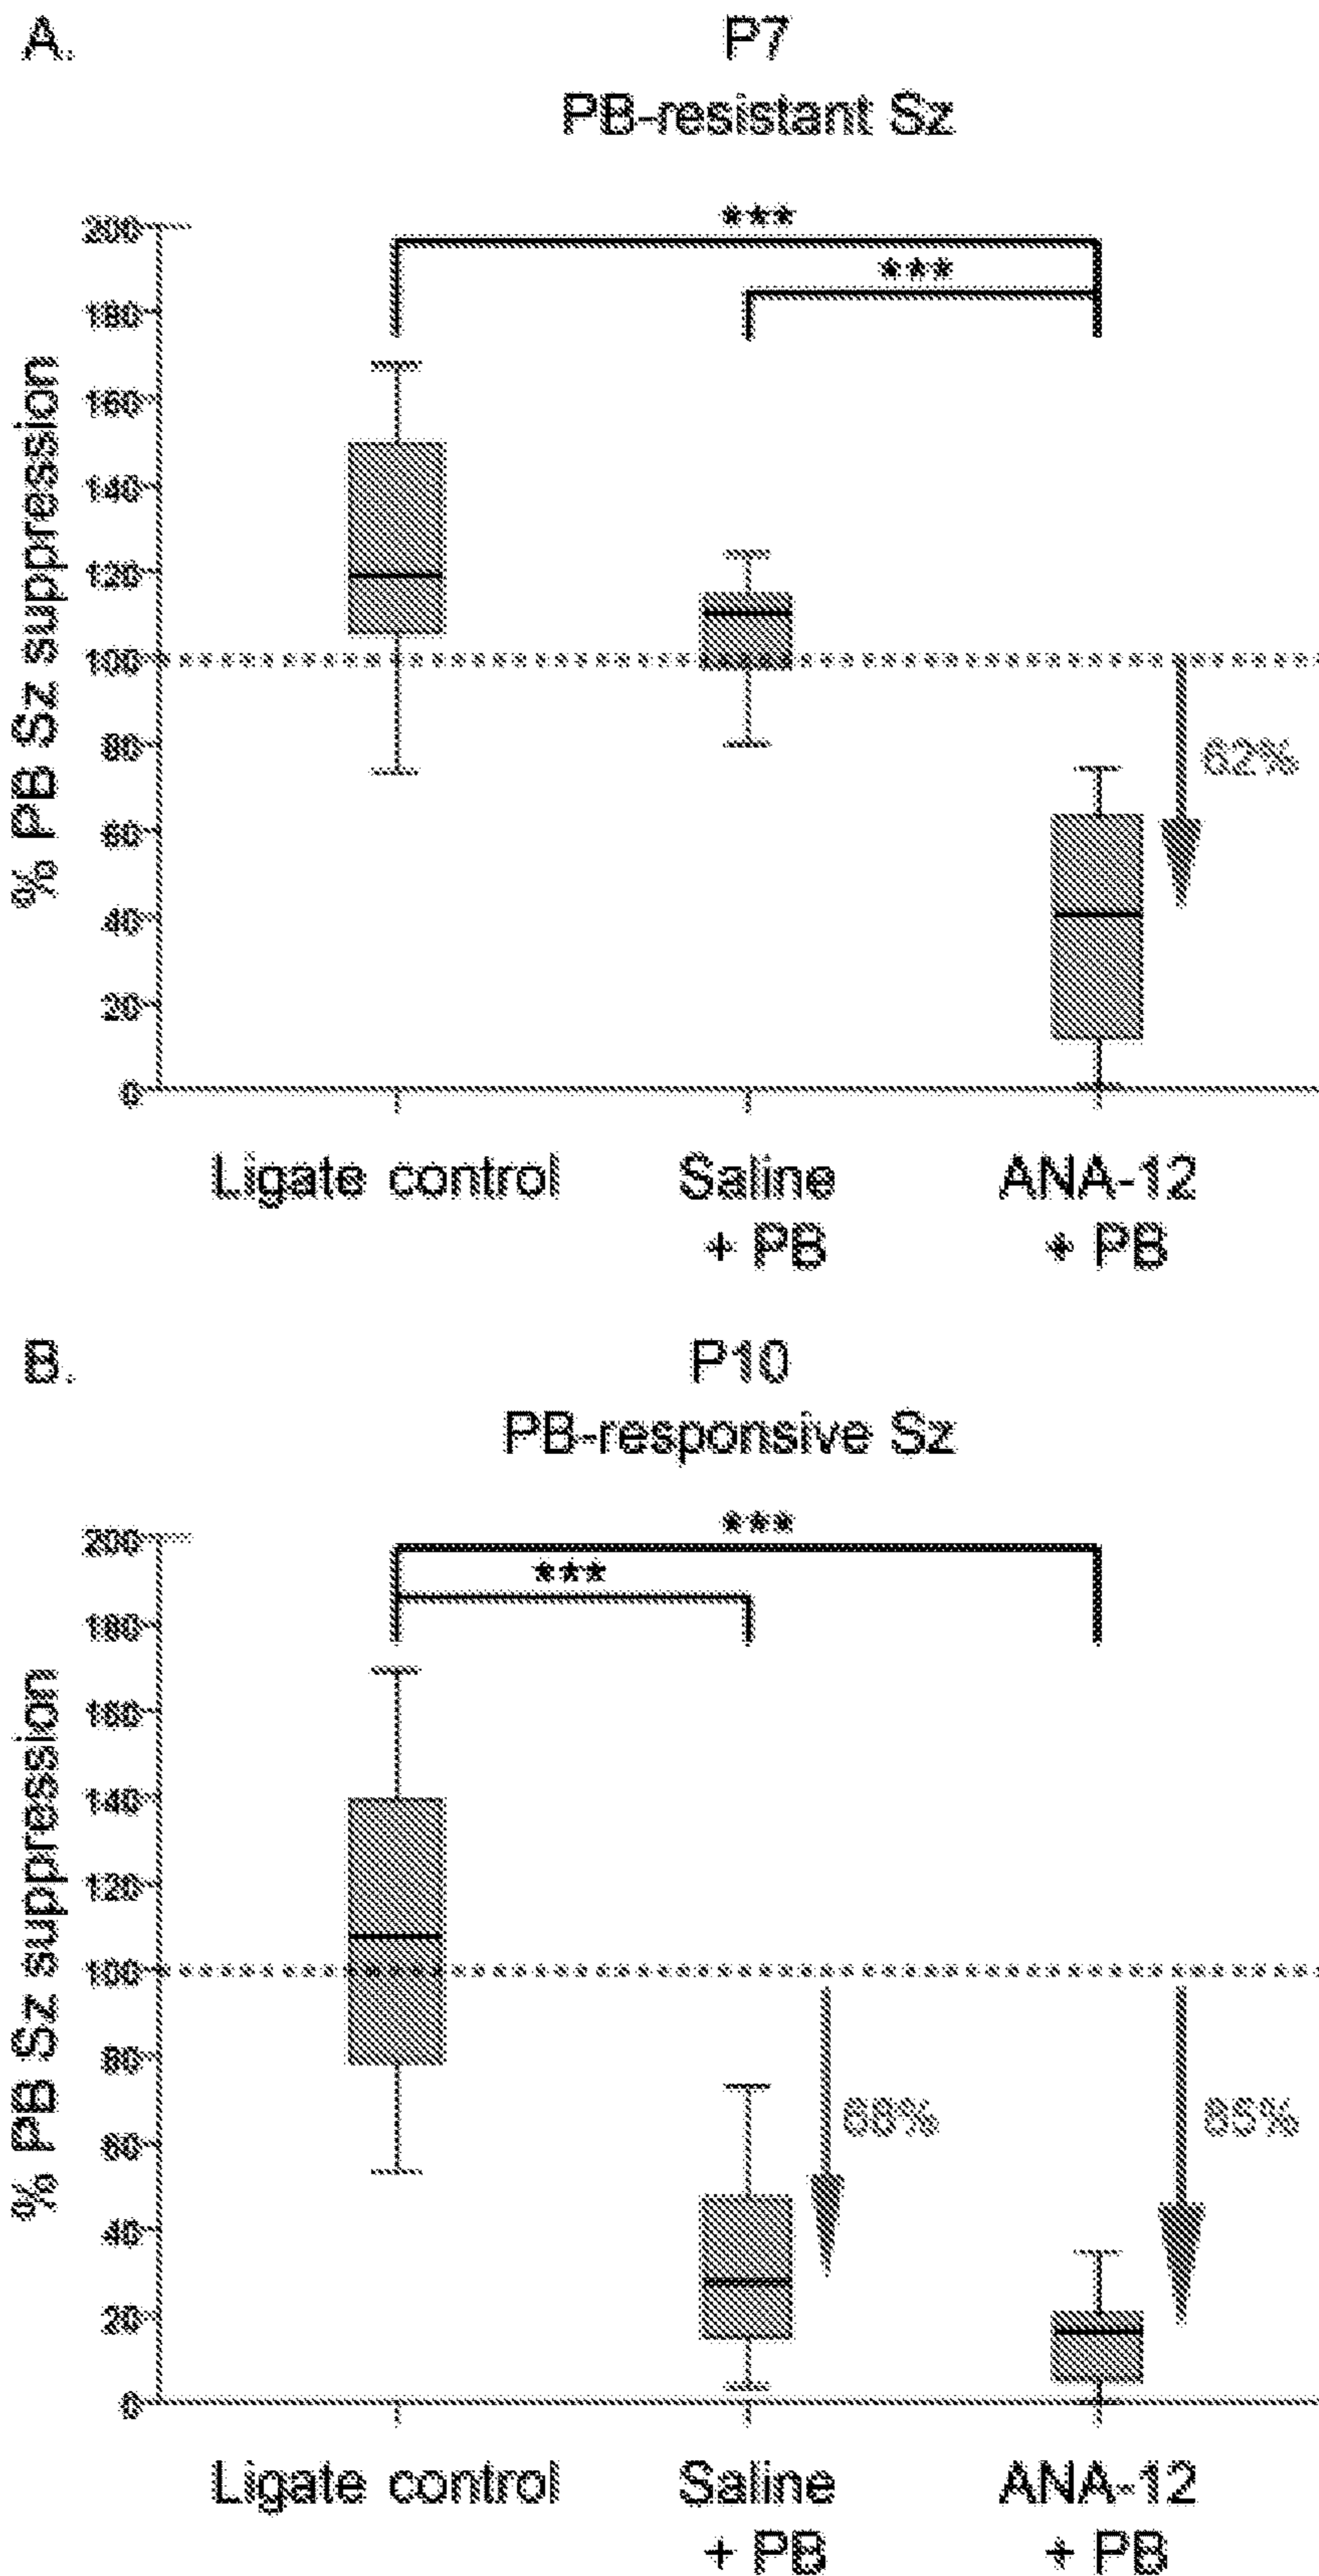 A.
P7
PB-resistant Sz
***
***
200
180
160
140
120
100
80
60
40
20
0
% PB Sz suppression
62%
Ligate control
Saline
+ PB
ANA-12
+ PB
B.
P10
PB-responsive Sz
***
***
200
180
160
140
120
100
80
60
40
20
0
% PB Sz suppression
68%
85%
Ligate control
Saline
+ PB
ANA-12
+ PB